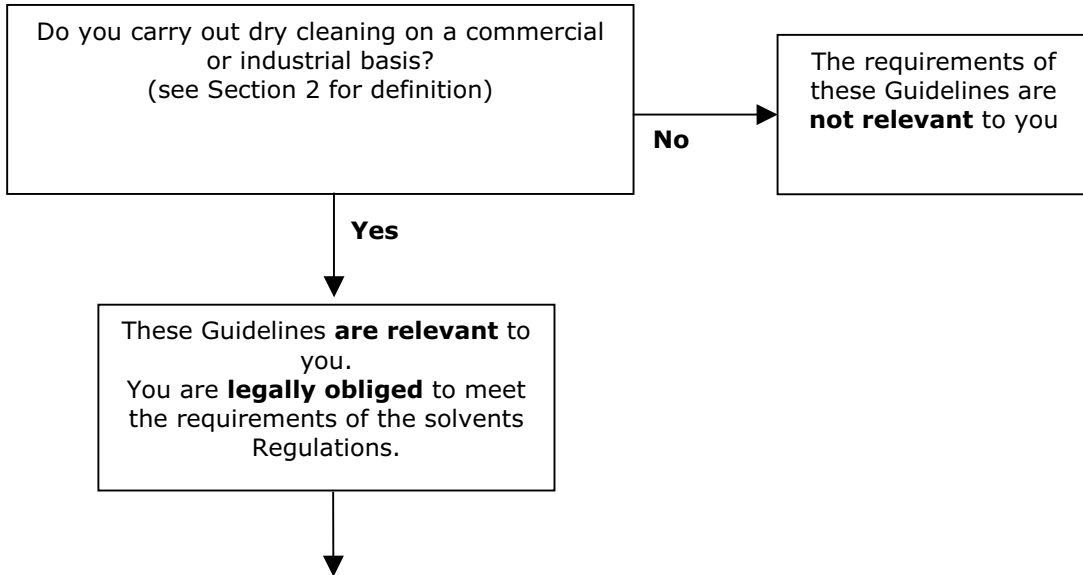 Do you carry out dry cleaning on a commercial
or industrial basis?
(see Section 2 for definition)
The requirements of
these Guidelines are
not relevant to you
No
Yes
These Guidelines are relevant to
you.
You are legally obliged to meet
the requirements of the solvents
Regulations.